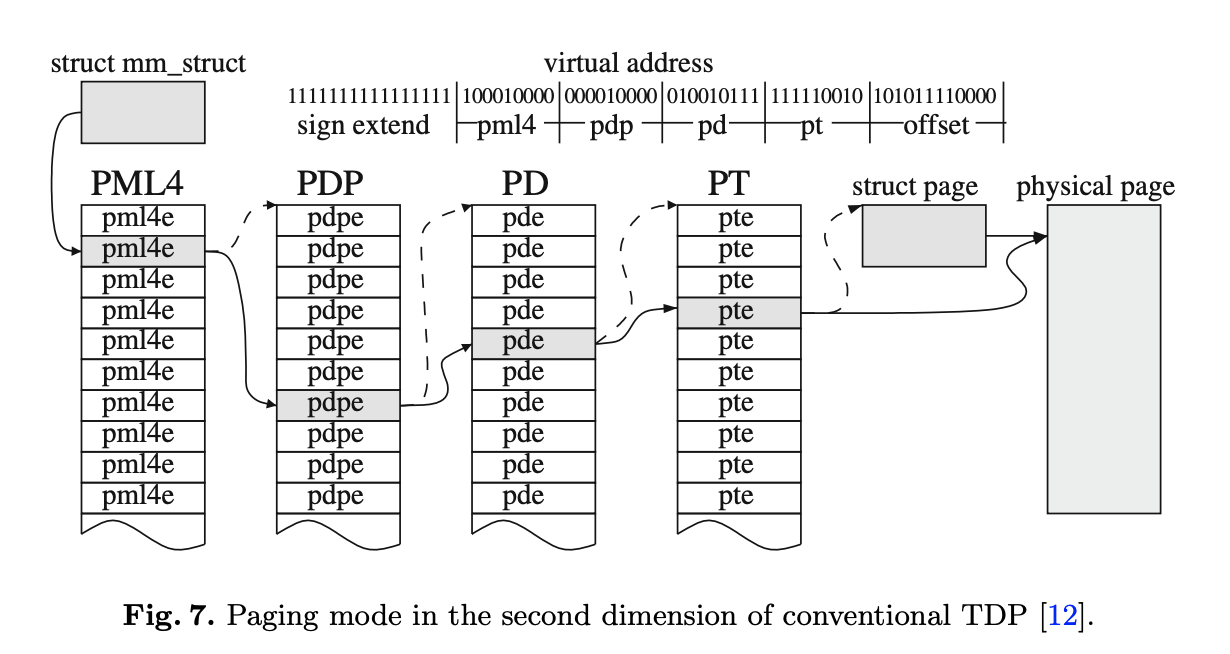 struct mm_struct
virtual address
1111111111111111 100010000 000010000 010010111 111110010 101011110000
sign extend pml4 pdp pd pt offset
PML4 PDP PD PT struct page physical page
pml4e pdpe pde pte
pml4e pdpe pde pte
pml4e pdpe pde pte
pml4e pdpe pde pte
pml4e pdpe pde pte
pml4e pdpe pde pte
pml4e pdpe pde pte
pml4e pdpe pde pte
pml4e pdpe pde pte
pml4e pdpe pde pte
Fig. 7. Paging mode in the second dimension of conventional TDP [12].